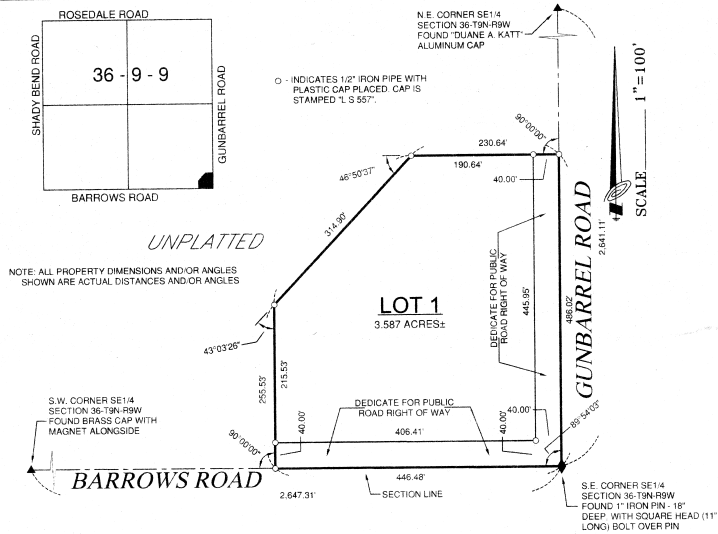 ROSEDALE ROAD
SHADY BEND ROAD
36 - 9 - 9
GUNBARREL ROAD
BARROWS ROAD
N.E. CORNER SE1/4
SECTION 36-T9N-R9W
FOUND "DUANE A. KATT"
ALUMINUM CAP
- INDICATES 1/2" IRON PIPE WITH
PLASTIC CAP PLACED. CAP IS
STAMPED "L S 557".
SCALE 1"=100'
90°00'00"
230.64'
190.64'
40.00'
46°50'37"
314.90'
UNPLATTED
NOTE: ALL PROPERTY DIMENSIONS AND/OR ANGLES
SHOWN ARE ACTUAL DISTANCES AND/OR ANGLES
LOT 1
3.587 ACRES±
DEDICATE FOR PUBLIC
ROAD RIGHT OF WAY
445.95'
486.02'
GUNBARREL ROAD
2,641.11'
43°03'26"
255.53'
215.53'
S.W. CORNER SE1/4
SECTION 36-T9N-R9W
FOUND BRASS CAP WITH
MAGNET ALONGSIDE
DEDICATE FOR PUBLIC
ROAD RIGHT OF WAY
40.00'
40.00'
40.00'
89°54'03"
90°00'00"
406.41'
BARROWS ROAD
446.48'
2,647.31'
SECTION LINE
S.E. CORNER SE1/4
SECTION 36-T9N-R9W
FOUND 1" IRON PIN - 18"
DEEP. WITH SQUARE HEAD (11"
LONG) BOLT OVER PIN